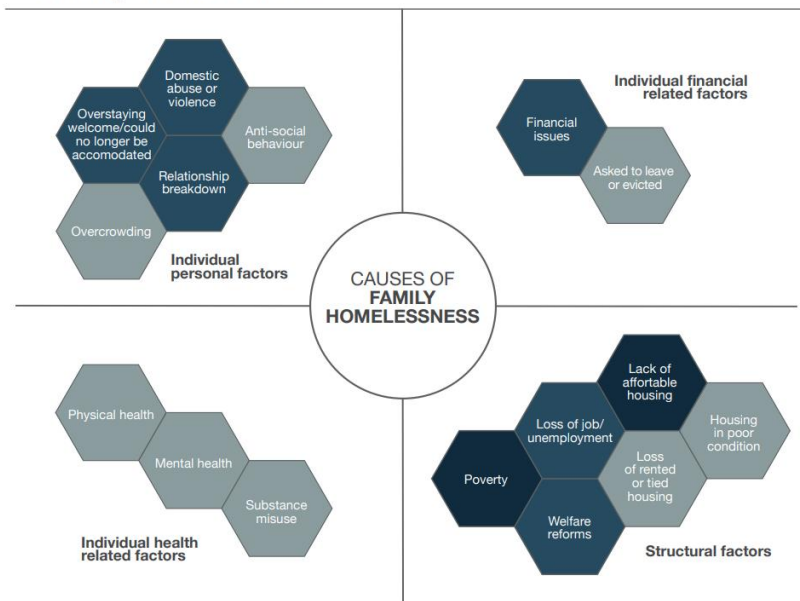 Domestic
abuse or
violence
Overstaying
welcome/could
no longer be
accomodated
Anti-social
behaviour
Relationship
breakdown
Overcrowding
Individual
personal factors
Individual financial
related factors
Financial
issues
Asked to leave
or evicted
CAUSES OF
FAMILY
HOMELESSNESS
Physical health
Mental health
Substance
misuse
Individual health
related factors
Lack of
affortable
housing
Loss of job/
unemployment
Housing
in poor
condition
Poverty
Loss
of rented
or tied
housing
Welfare
reforms
Structural factors